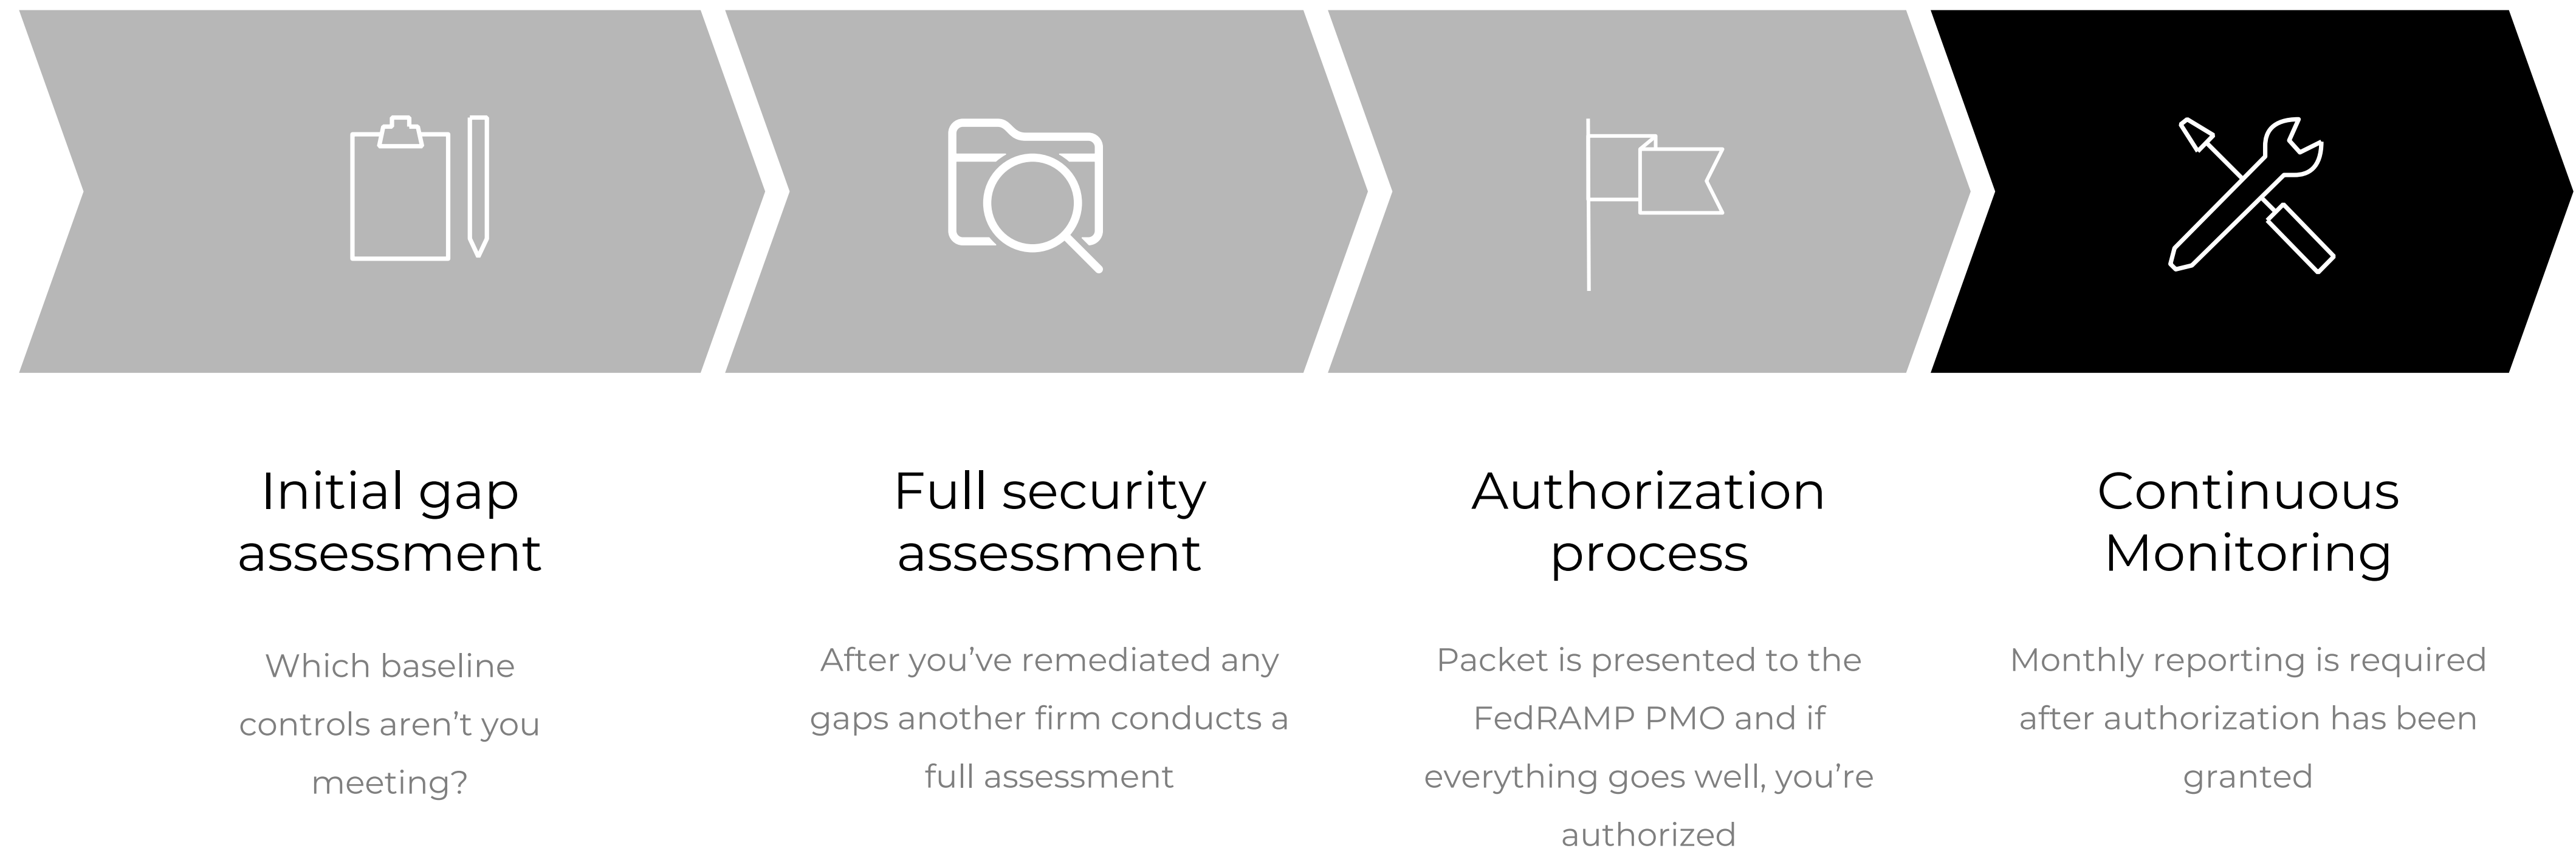 Initial gap
assessment
Which baseline
controls aren’t you
meeting?
Full security
assessment
After you’ve remediated any
gaps another firm conducts a
full assessment
Authorization
process
Packet is presented to the
FedRAMP PMO and if
everything goes well, you’re
authorized
Continuous
Monitoring
Monthly reporting is required
after authorization has been
granted